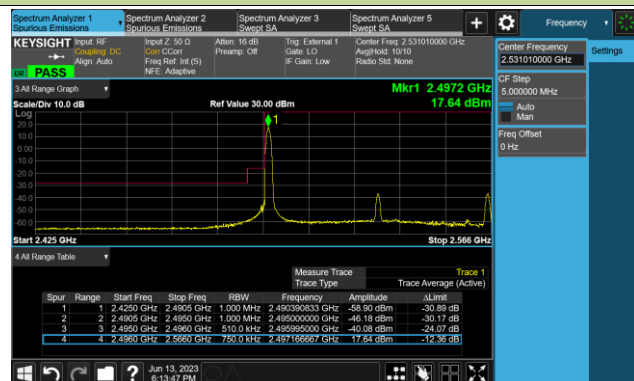 Spectrum Analyzer 1
Spurious Emissions
Spectrum Analyzer 2
Spurious Emissions
Spectrum Analyzer 3
Swept SA
Spectrum Analyzer 5
Swept SA
Frequency
KEYSIGHT
Input: RF
Coupling: DC
Align: Auto
Input Z: 50 Ω
Corr CCorr
Freq Ref: Int (S)
NFE: Adaptive
Atten: 16 dB
Preamp: Off
Trig: External 1
Gate: LO
IF Gain: Low
Center Freq: 2.531010000 GHz
Avg|Hold: 10/10
Radio Std: None
PASS
Center Frequency
2.531010000 GHz
Settings
CF Step
5.000000 MHz
Auto
Man
Freq Offset
0 Hz
3 All Range Graph
Mkr1 2.4972 GHz
Scale/Div 10.0 dB
Ref Value 30.00 dBm
17.64 dBm
Log
20.0
10.0
0.00
-10.0
-20.0
-30.0
-40.0
-50.0
-60.0
1
Start 2.425 GHz
Stop 2.566 GHz
4 All Range Table
Measure Trace Trace 1
Trace Type Trace Average (Active)
Spur Range Start Freq Stop Freq RBW Frequency Amplitude ΔLimit
1 1 2.4250 GHz 2.4905 GHz 1.000 MHz 2.490390833 GHz -58.90 dBm -30.89 dB
2 2 2.4905 GHz 2.4950 GHz 1.000 MHz 2.495000000 GHz -46.18 dBm -30.17 dB
3 3 2.4950 GHz 2.4960 GHz 510.0 kHz 2.495995000 GHz -40.08 dBm -24.07 dB
4 4 2.4960 GHz 2.5660 GHz 750.0 kHz 2.497166667 GHz 17.64 dBm -12.36 dB
Jun 13, 2023
6:13:47 PM